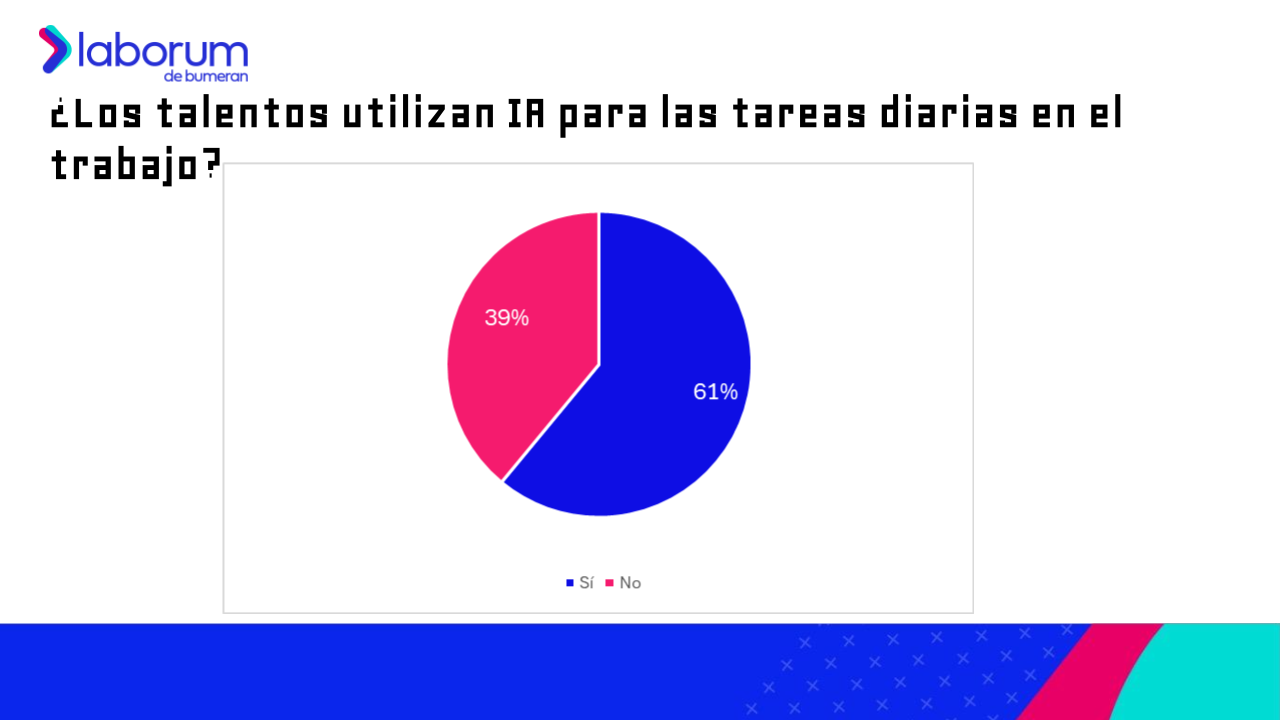 laborum
de bumeran
¿Los talentos utilizan IA para las tareas diarias en el
trabajo?
39%
61%
Sí No